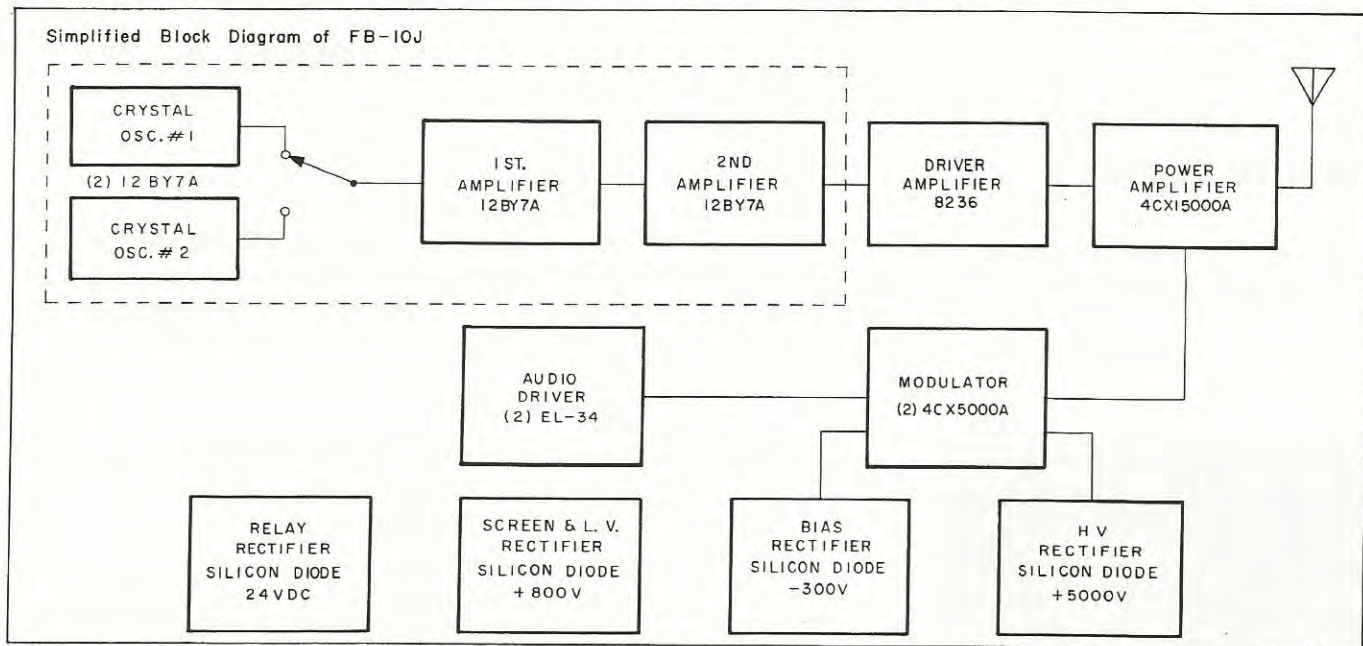 Simplified Block Diagram of FB-10J
CRYSTAL
OSC. #1
(2) 12BY7A
CRYSTAL
OSC. #2
1ST.
AMPLIFIER
12BY7A
2ND
AMPLIFIER
12BY7A
DRIVER
AMPLIFIER
8236
POWER
AMPLIFIER
4CX15000A
AUDIO
DRIVER
(2) EL-34
MODULATOR
(2) 4CX5000A
RELAY
RECTIFIER
SILICON DIODE
24VDC
SCREEN & L. V.
RECTIFIER
SILICON DIODE
+800V
BIAS
RECTIFIER
SILICON DIODE
-300V
HV
RECTIFIER
SILICON DIODE
+5000V